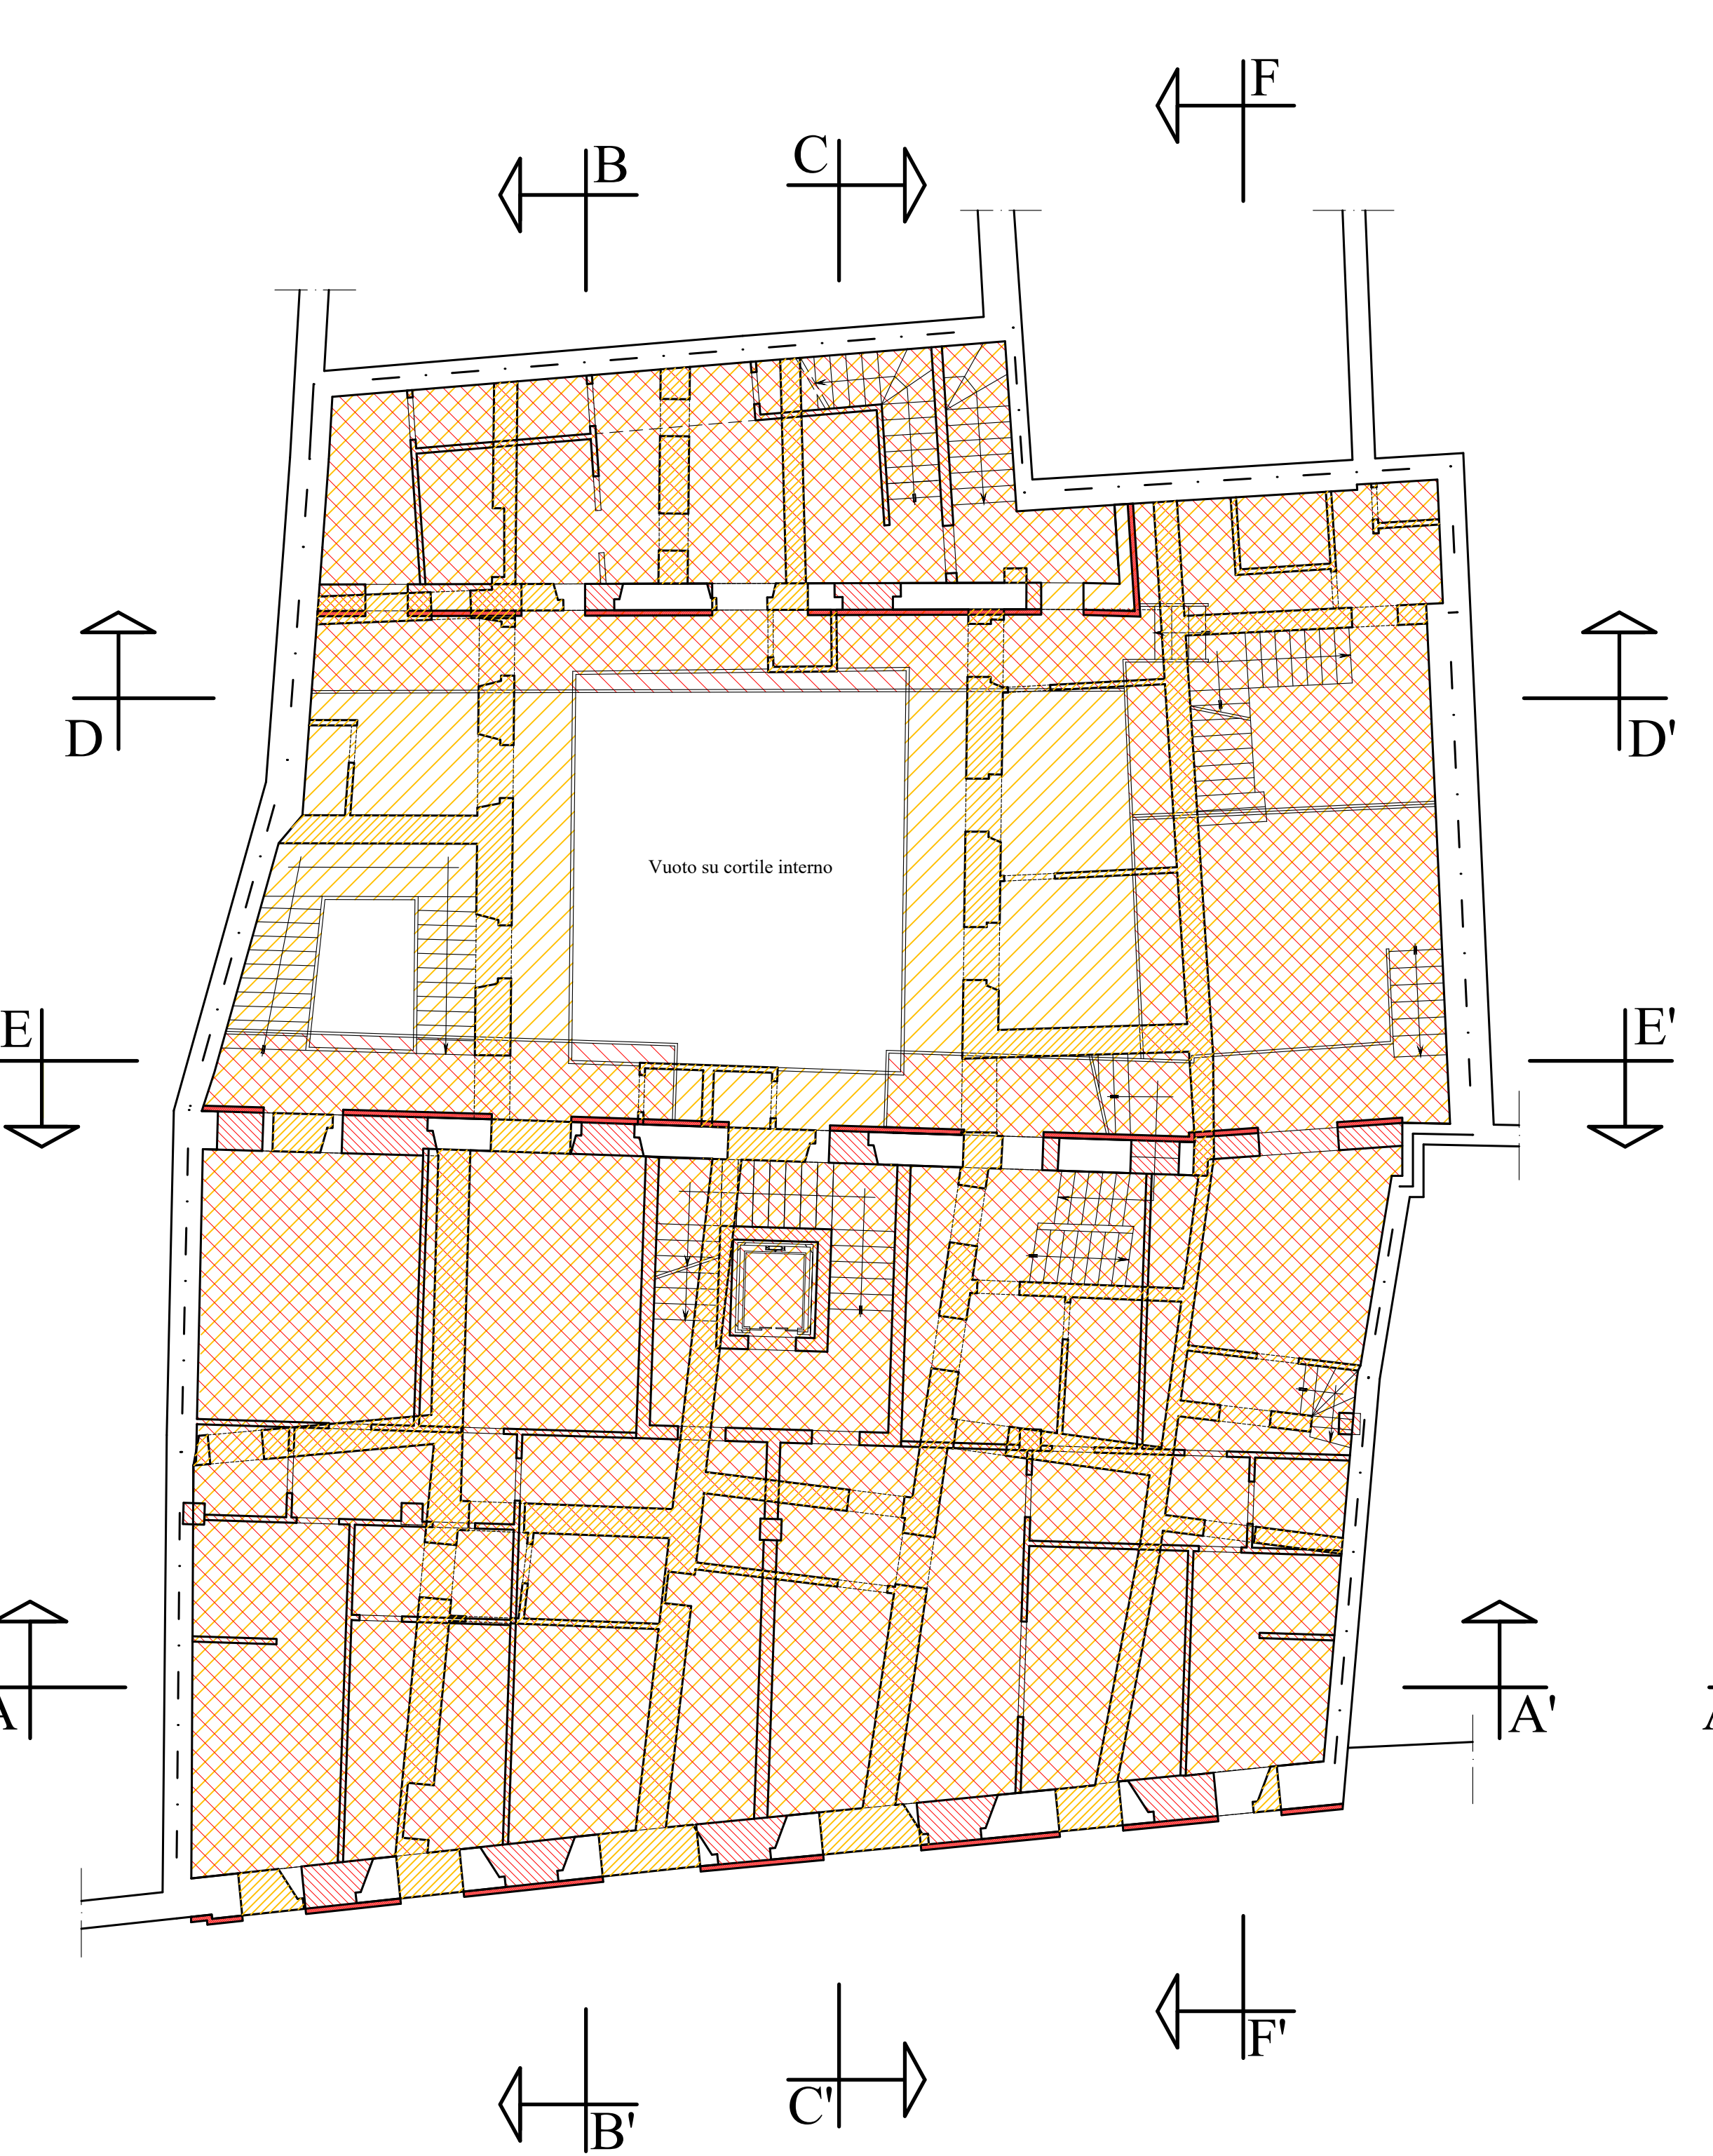 F
B
C
D
D'
Vuoto su cortile interno
E
E'
A
A'
F'
C'
B'